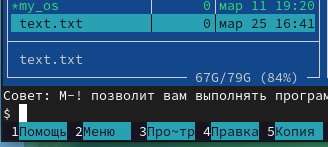 *my_os 0 мар 11 19:20
text.txt 0 мар 25 16:41
text.txt
67G/79G (84%)
Совет: M-! позволит вам выполнять програм
$
1Помощь 2Меню 3Про~тр 4Правка 5Копия